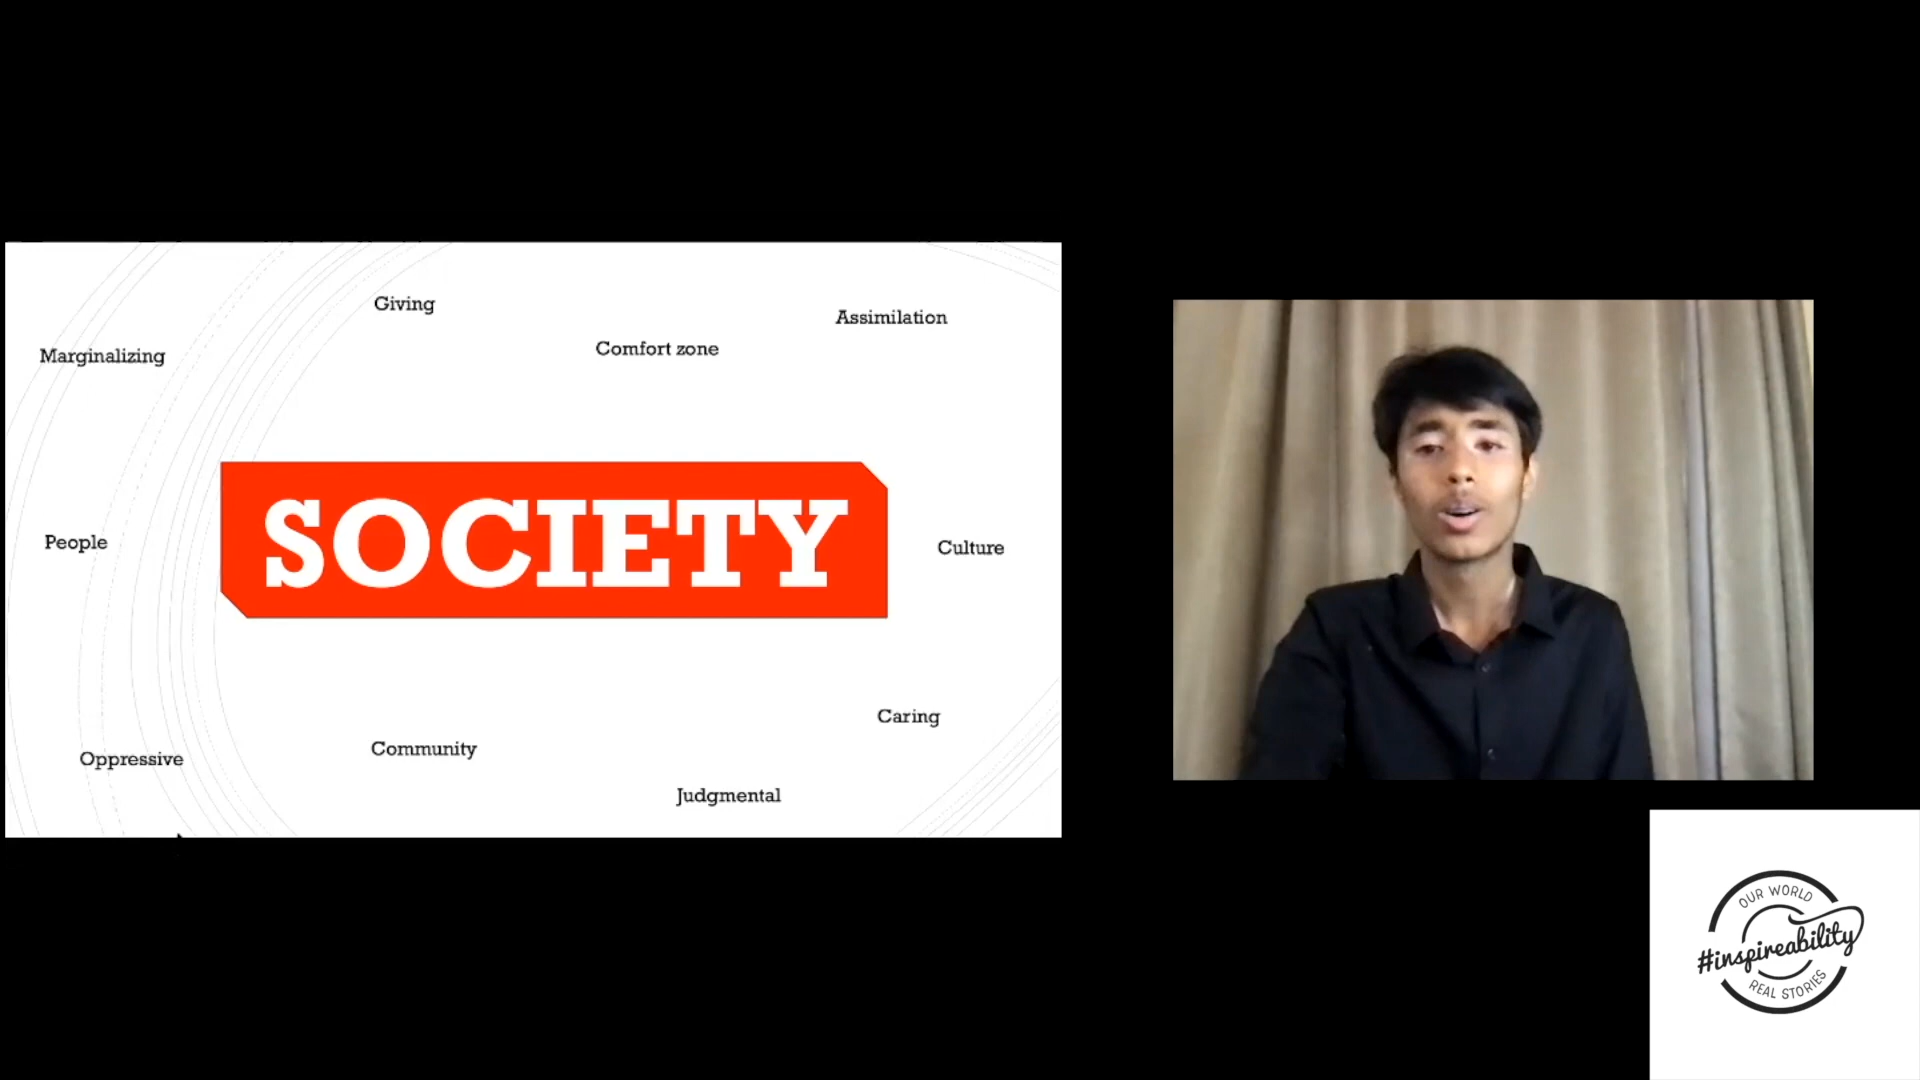 Giving
Assimilation
Comfort zone
Marginalizing
SOCIETY
People
Culture
Caring
Community
Oppressive
Judgmental
OUR WORLD
#inspireability
REAL STORIES